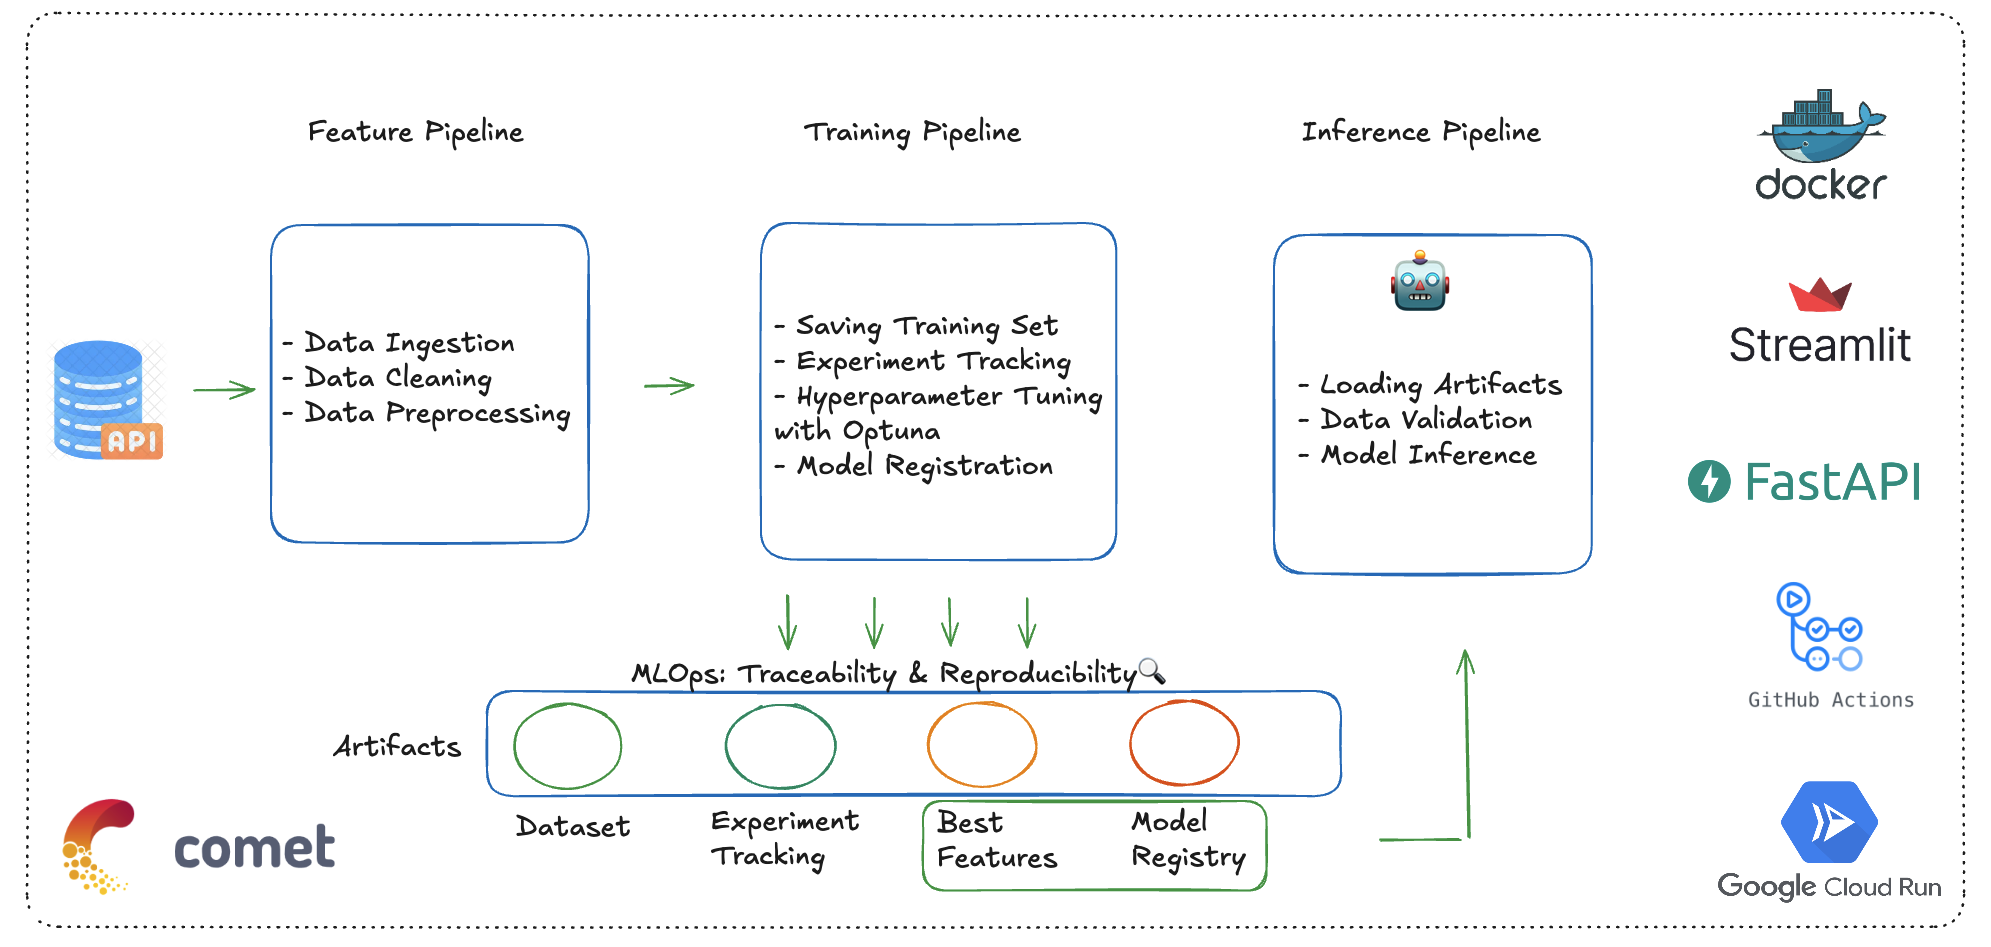 Feature Pipeline
Training Pipeline
Inference Pipeline
docker
- Data Ingestion
- Data Cleaning
- Data Preprocessing
API
- Saving Training Set
- Experiment Tracking
- Hyperparameter Tuning
with Optuna
- Model Registration
- Loading Artifacts
- Data Validation
- Model Inference
Streamlit
FastAPI
GitHub Actions
MLOps: Traceability & Reproducibility
Artifacts
Dataset
Experiment
Tracking
Best
Features
Model
Registry
comet
Google Cloud Run